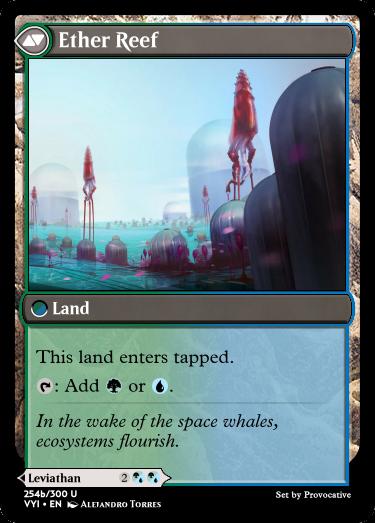 Ether Reef
Land
This land enters tapped.
: Add or .
In the wake of the space whales,
ecosystems flourish.
Leviathan 2
254b/300 U
VYI • EN Alejandro Torres
Set by Provocative